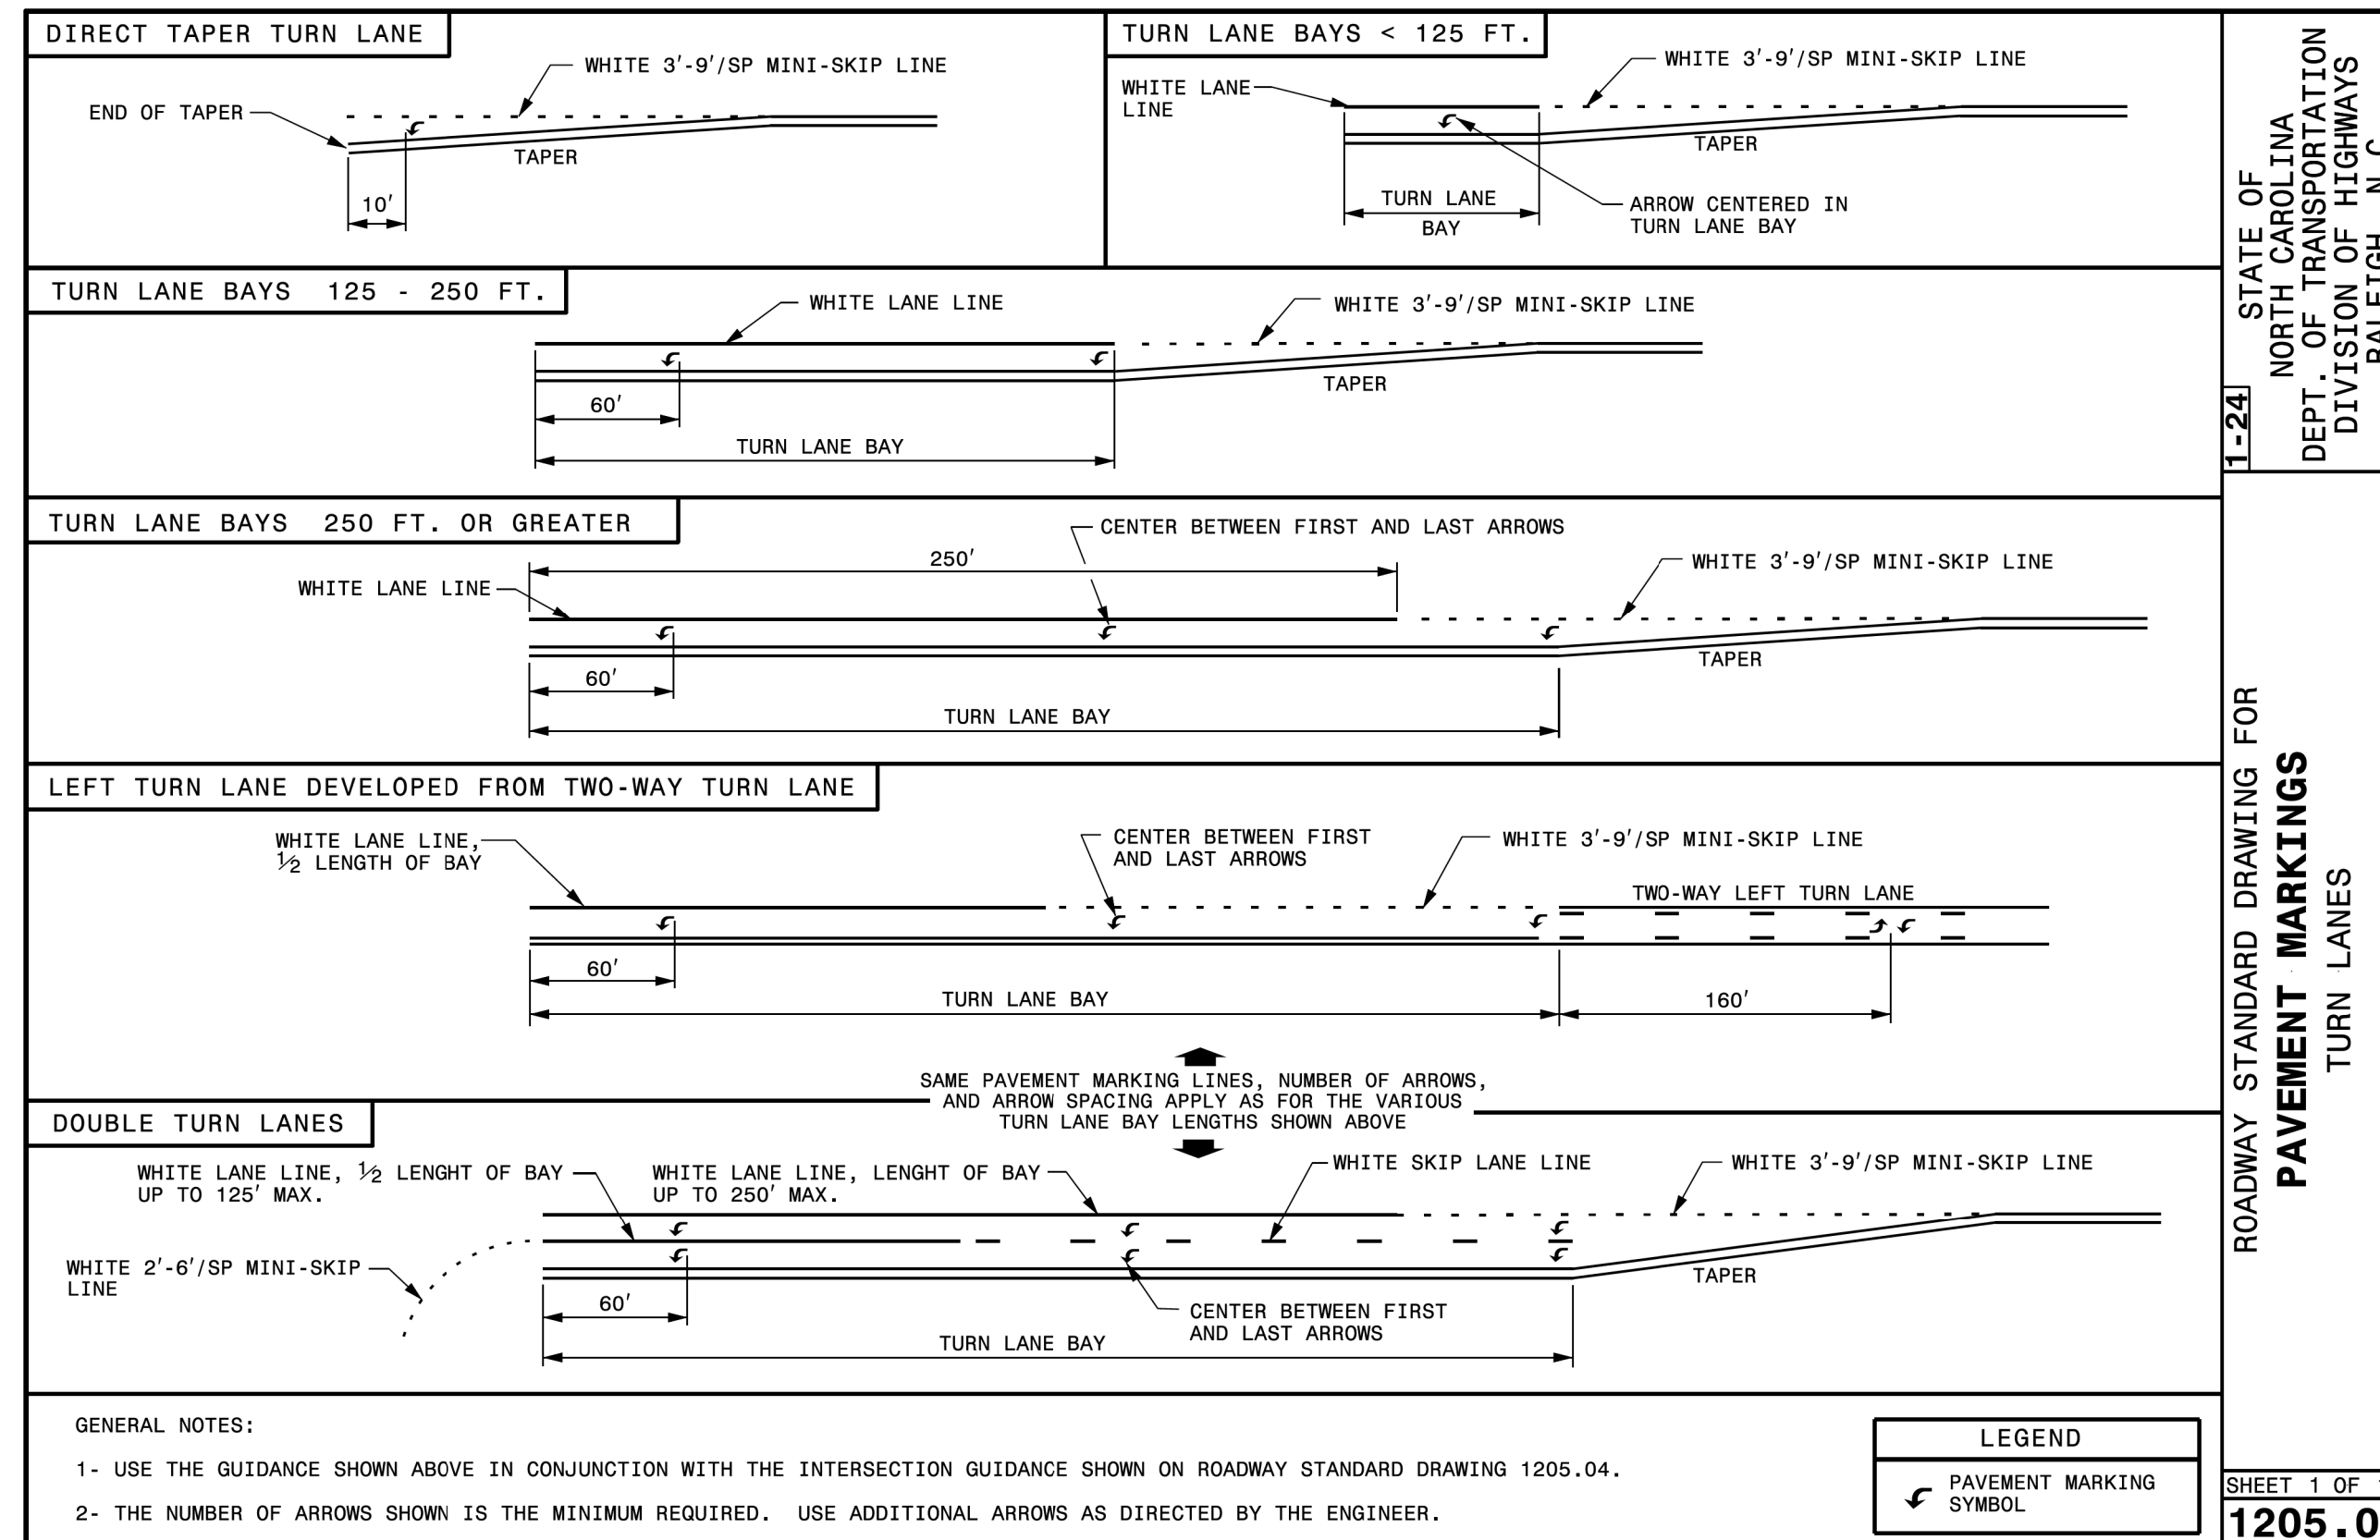 DIRECT TAPER TURN LANE
WHITE 3'-9'/SP MINI-SKIP LINE
END OF TAPER
TAPER
10'
TURN LANE BAYS < 125 FT.
WHITE 3'-9'/SP MINI-SKIP LINE
WHITE LANE
LINE
TAPER
TURN LANE
BAY
ARROW CENTERED IN
TURN LANE BAY
TURN LANE BAYS 125 - 250 FT.
WHITE LANE LINE
WHITE 3'-9'/SP MINI-SKIP LINE
TAPER
60'
TURN LANE BAY
TURN LANE BAYS 250 FT. OR GREATER
CENTER BETWEEN FIRST AND LAST ARROWS
250'
WHITE 3'-9'/SP MINI-SKIP LINE
WHITE LANE LINE
TAPER
60'
TURN LANE BAY
LEFT TURN LANE DEVELOPED FROM TWO-WAY TURN LANE
WHITE LANE LINE,
½ LENGTH OF BAY
CENTER BETWEEN FIRST
AND LAST ARROWS
WHITE 3'-9'/SP MINI-SKIP LINE
TWO-WAY LEFT TURN LANE
60'
TURN LANE BAY
160'
SAME PAVEMENT MARKING LINES, NUMBER OF ARROWS,
AND ARROW SPACING APPLY AS FOR THE VARIOUS
TURN LANE BAY LENGTHS SHOWN ABOVE
DOUBLE TURN LANES
WHITE LANE LINE, ½ LENGHT OF BAY
UP TO 125' MAX.
WHITE LANE LINE, LENGHT OF BAY
UP TO 250' MAX.
WHITE SKIP LANE LINE
WHITE 3'-9'/SP MINI-SKIP LINE
WHITE 2'-6'/SP MINI-SKIP
LINE
TAPER
60'
CENTER BETWEEN FIRST
AND LAST ARROWS
TURN LANE BAY
GENERAL NOTES:
1- USE THE GUIDANCE SHOWN ABOVE IN CONJUNCTION WITH THE INTERSECTION GUIDANCE SHOWN ON ROADWAY STANDARD DRAWING 1205.04.
2- THE NUMBER OF ARROWS SHOWN IS THE MINIMUM REQUIRED. USE ADDITIONAL ARROWS AS DIRECTED BY THE ENGINEER.
LEGEND
PAVEMENT MARKING
SYMBOL
1-24
STATE OF
NORTH CAROLINA
DEPT. OF TRANSPORTATION
DIVISION OF HIGHWAYS
RALEIGH, N.C.
ROADWAY STANDARD DRAWING FOR
PAVEMENT MARKINGS
TURN LANES
SHEET 1 OF
1205.0